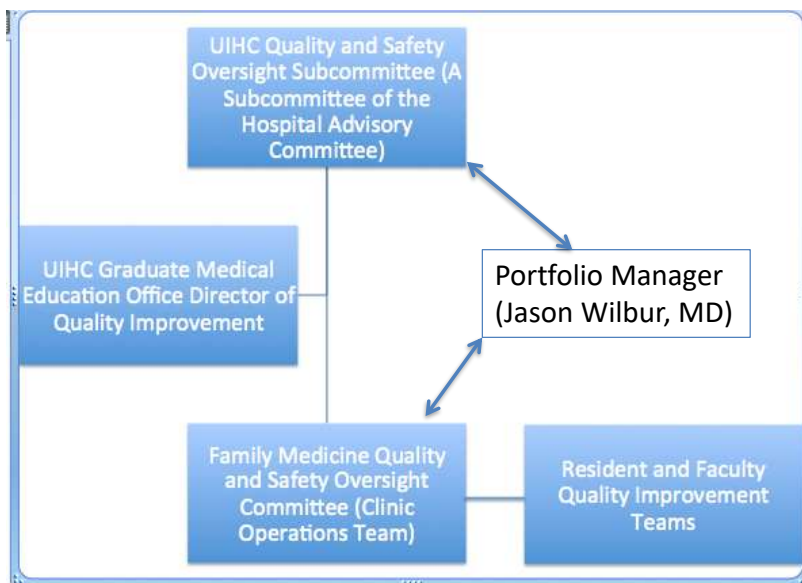 UIHC Quality and Safety
Oversight Subcommittee (A
Subcommittee of the
Hospital Advisory
Committee)
UIHC Graduate Medical
Education Office Director of
Quality Improvement
Portfolio Manager
(Jason Wilbur, MD)
Family Medicine Quality
and Safety Oversight
Committee (Clinic
Operations Team)
Resident and Faculty
Quality Improvement
Teams